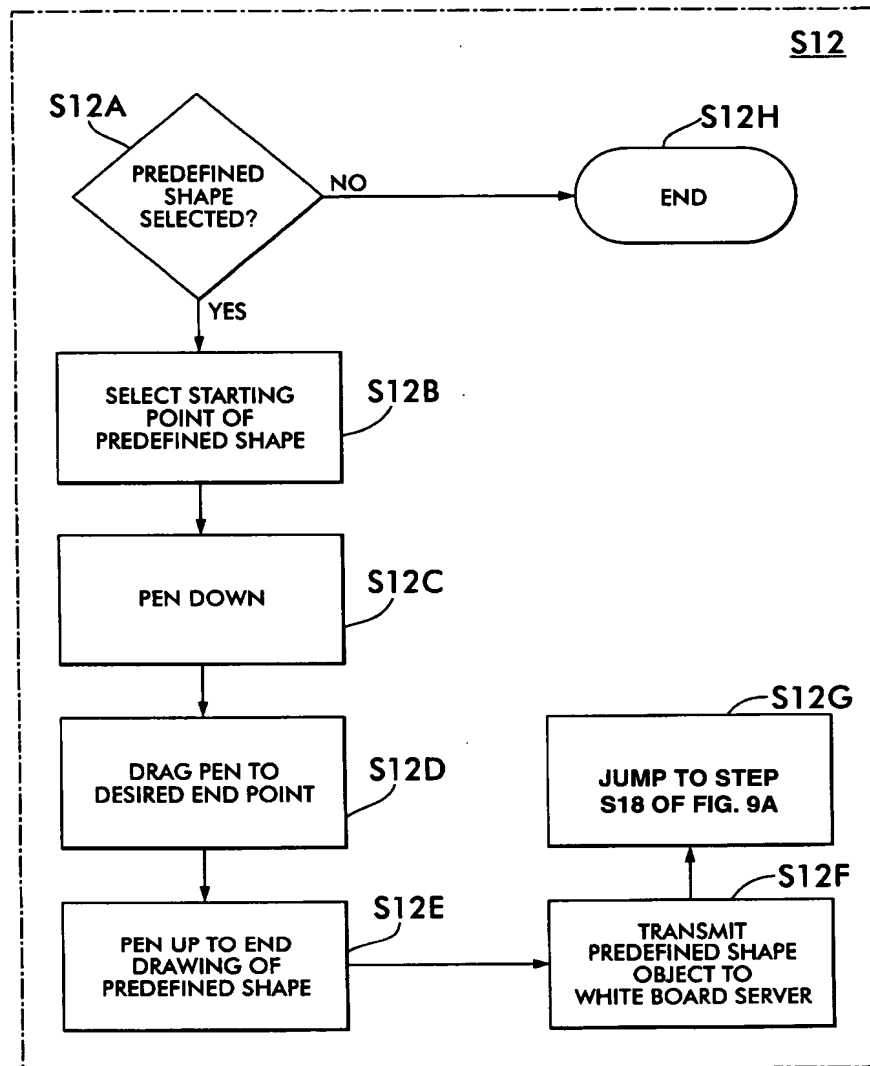 S12
S12A
S12H
PREDEFINED
SHAPE
SELECTED?
NO
END
YES
SELECT STARTING
POINT OF
PREDEFINED SHAPE
S12B
PEN DOWN
S12C
DRAG PEN TO
DESIRED END POINT
S12D
S12G
JUMP TO STEP
S18 OF FIG. 9A
PEN UP TO END
DRAWING OF
PREDEFINED SHAPE
S12E
S12F
TRANSMIT
PREDEFINED SHAPE
OBJECT TO
WHITE BOARD SERVER